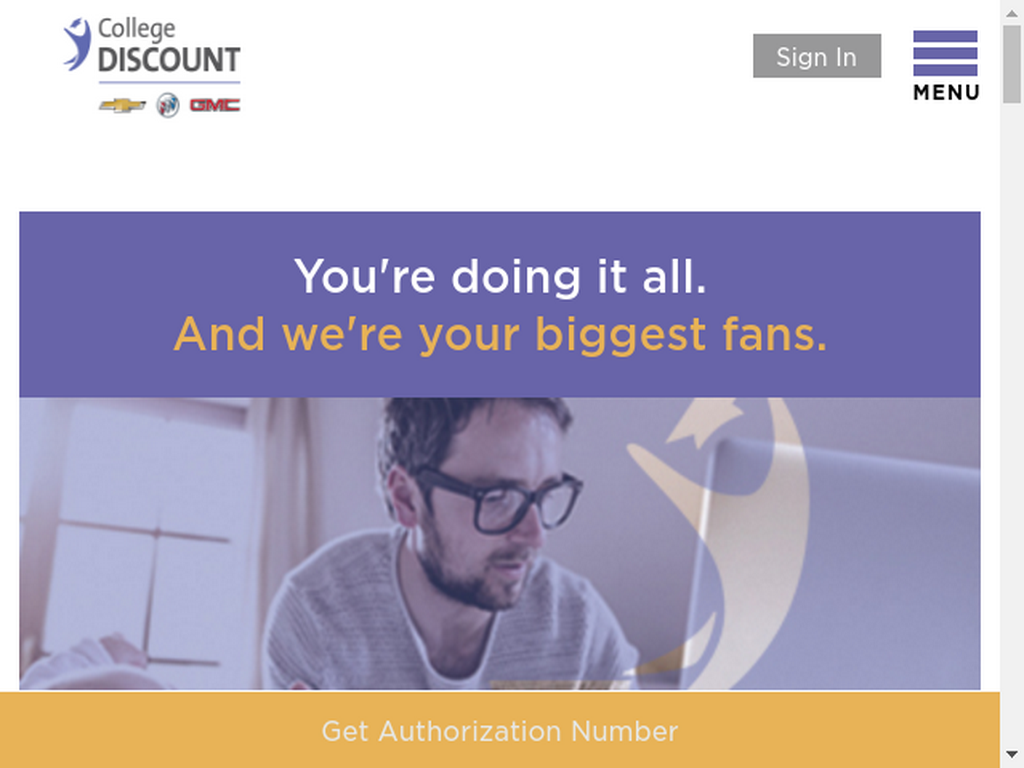 College
DISCOUNT
GMC
Sign In
MENU
You're doing it all.
And we're your biggest fans.
Get Authorization Number